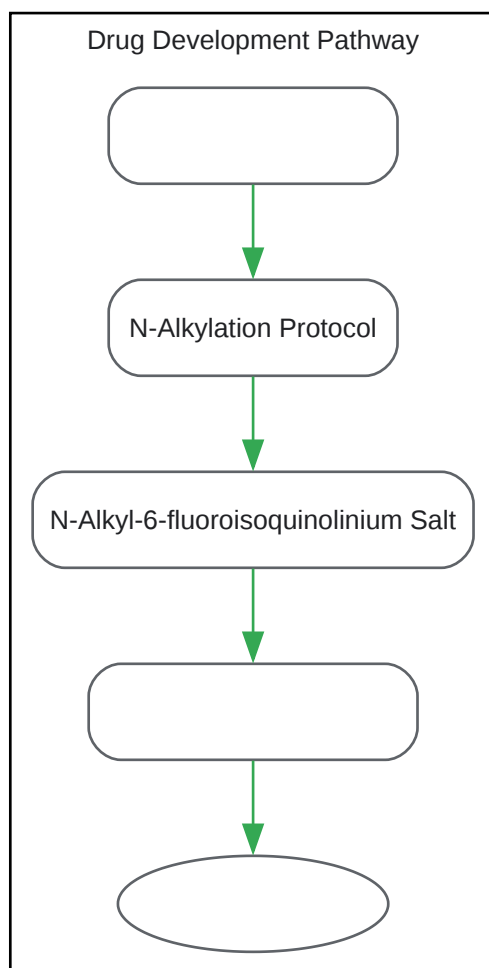 Drug Development Pathway
N-Alkylation Protocol
N-Alkyl-6-fluoroisoquinolinium Salt